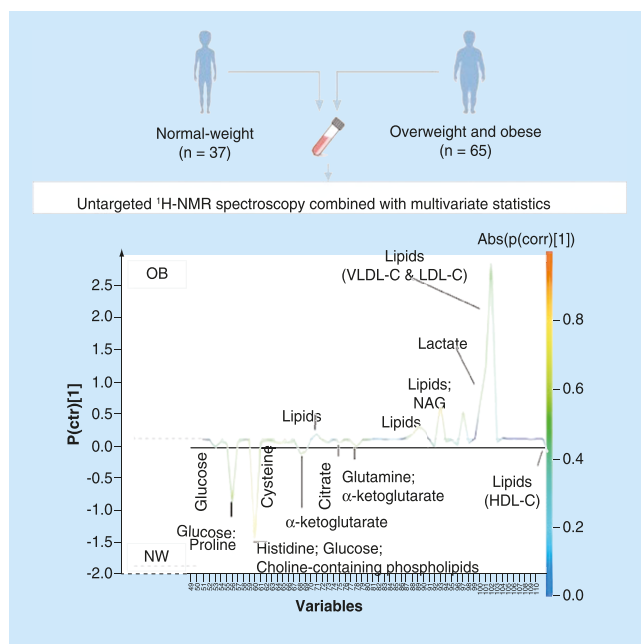 Normal-weight
(n = 37)
Overweight and obese
(n = 65)
Untargeted ¹H-NMR spectroscopy combined with multivariate statistics
Abs(p(corr)[1])
OB
Lipids
(VLDL-C & LDL-C)
Lactate
Lipids;
NAG
Lipids
Lipids
P(ctr)[1]
2.5
2.0
1.5
1.0
0.5
0.0
-0.5
-1.0
-1.5
-2.0
0.8
0.6
0.4
0.2
0.0
Glucose
Cysteine
Citrate
Glutamine;
α-ketoglutarate
α-ketoglutarate
Lipids
(HDL-C)
Glucose:
Proline
Histidine; Glucose;
Choline-containing phospholipids
NW
Variables